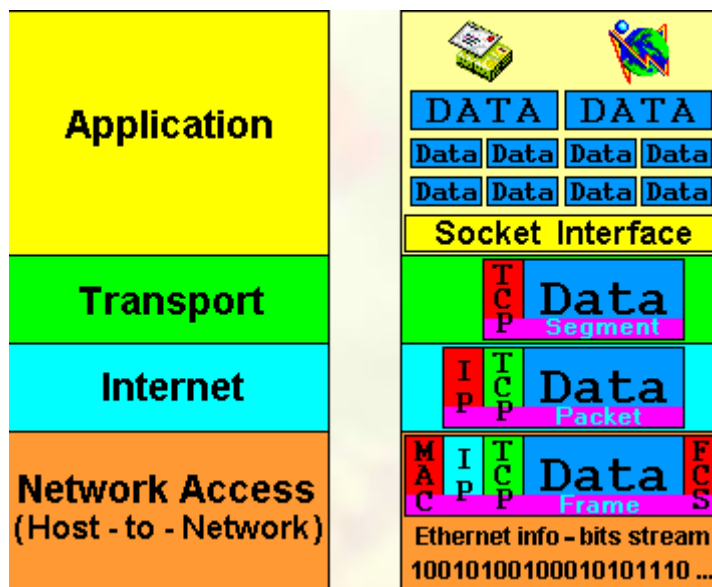 Application
DATA DATA
Data Data Data Data
Data Data Data Data
Socket Interface
Transport
TCP Data
Segment
Internet
IP TCP Data
Packet
Network Access
(Host - to - Network)
MAC IP TCP Data FCS
Frame
Ethernet info - bits stream
10010100100010101110 ...